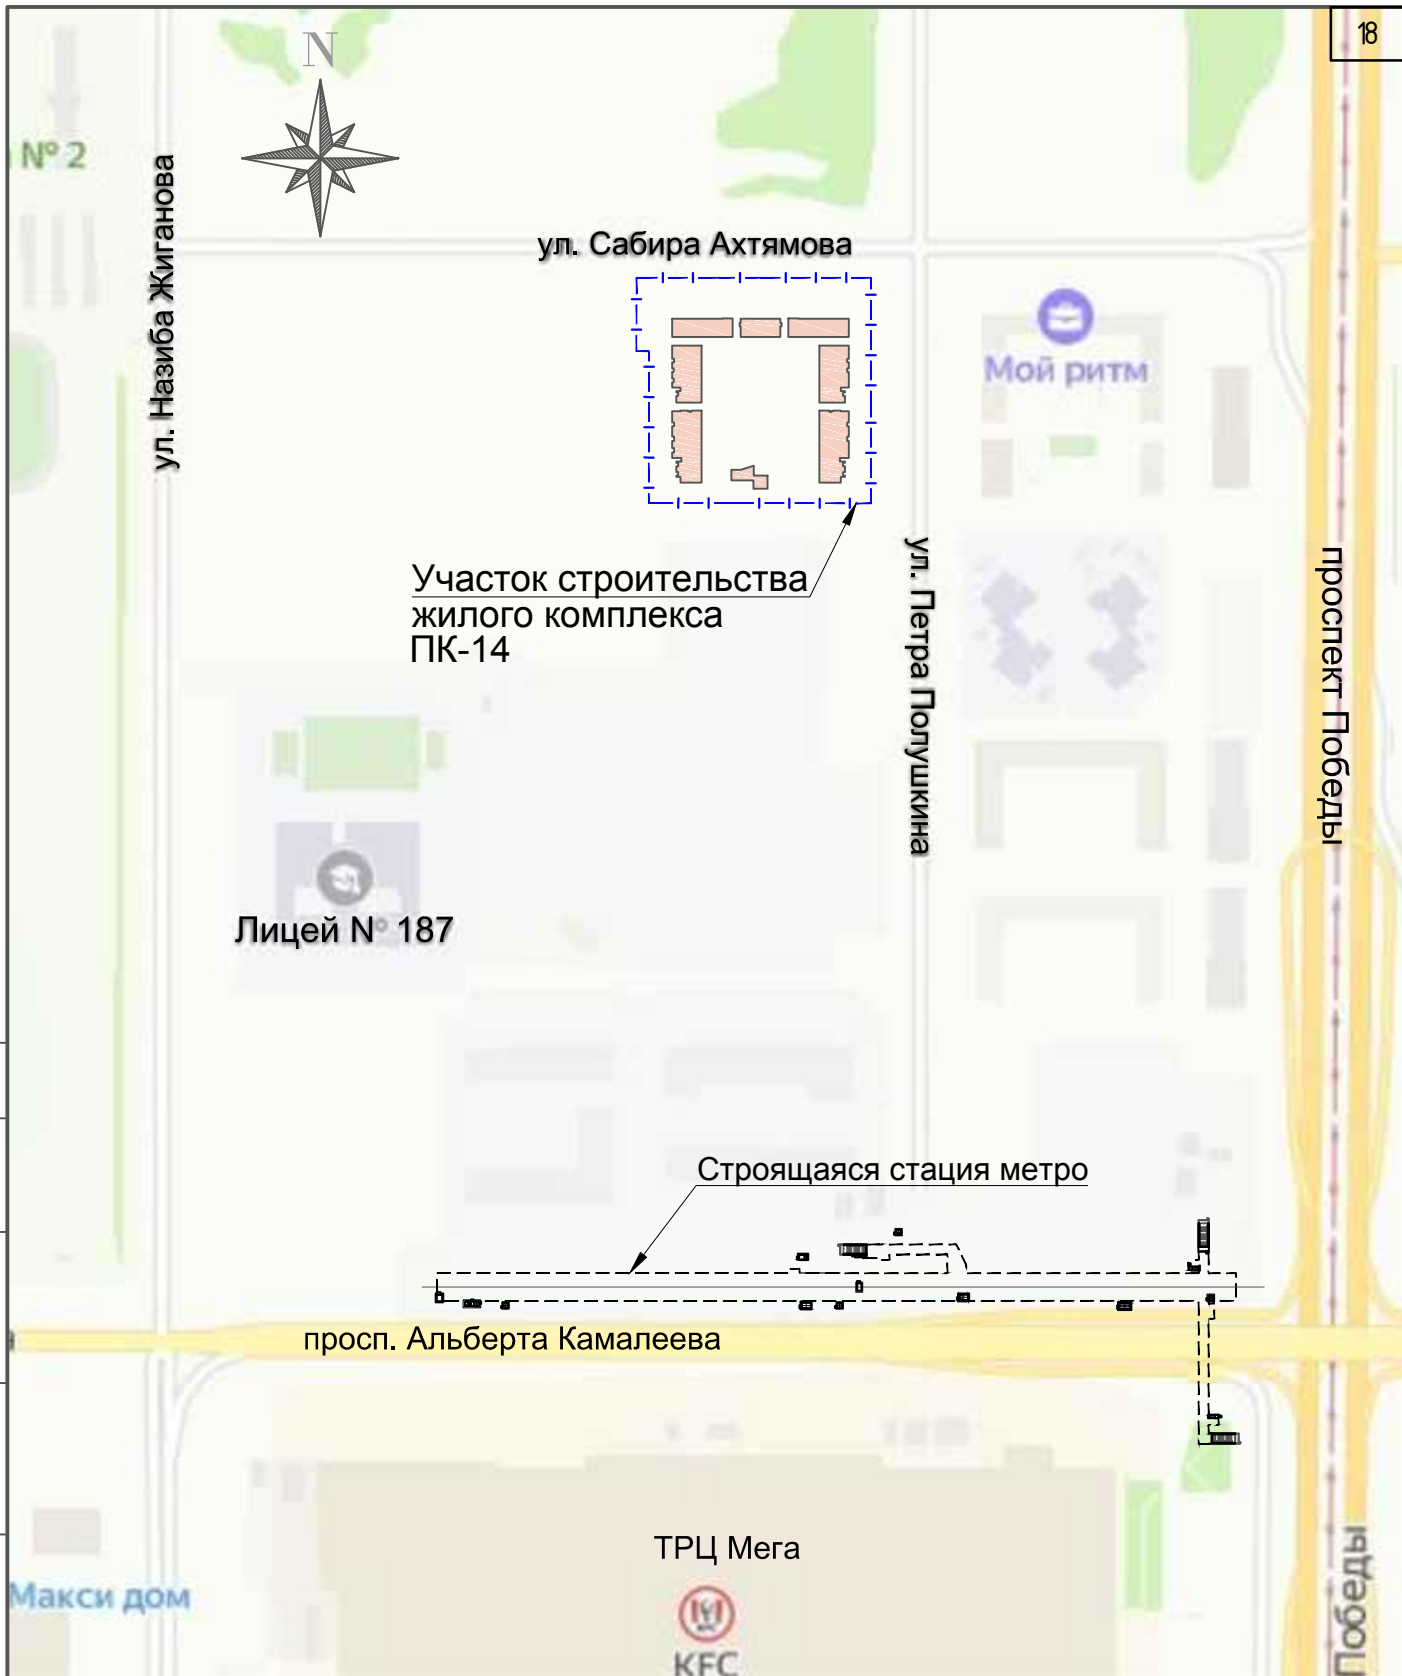 18
N
№ 2
ул. Назиба Жиганова
ул. Сабира Ахтямова
Мой ритм
Участок строительства
жилого комплекса
ПК-14
ул. Петра Полушкина
проспект Победы
Лицей № 187
Строящаяся стация метро
просп. Альберта Камалеева
ТРЦ Мега
Макси дом
KFC
Победы